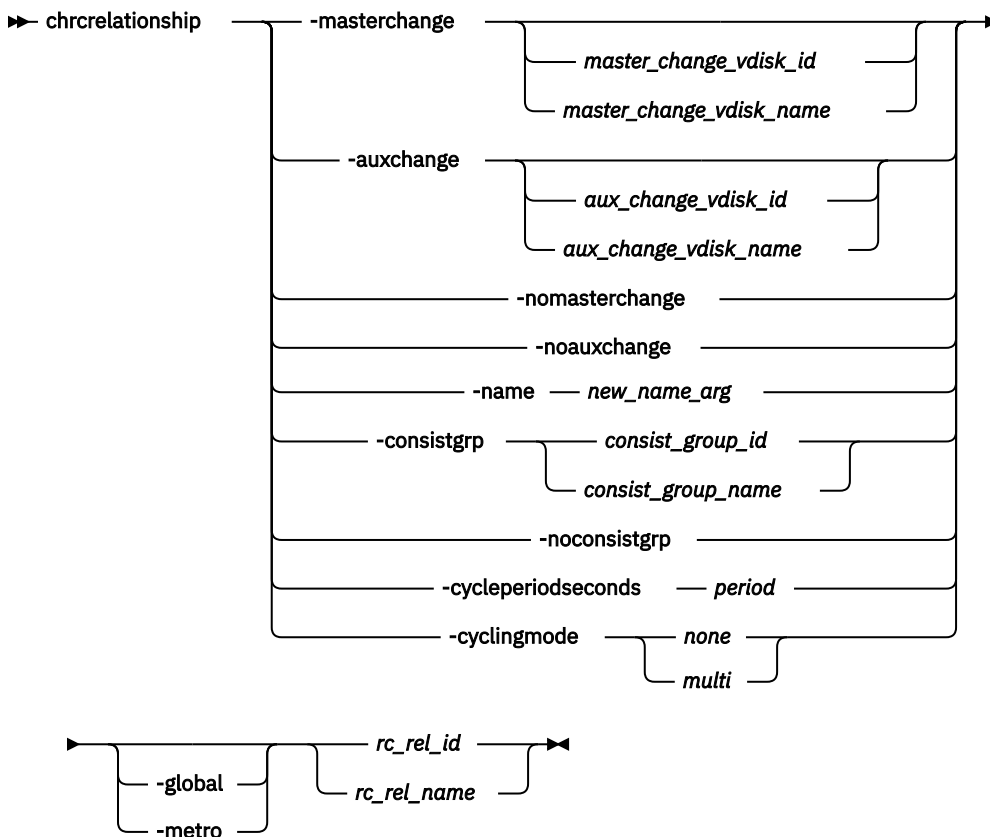 chrcrelationship -masterchange
master_change_vdisk_id
master_change_vdisk_name
-auxchange
aux_change_vdisk_id
aux_change_vdisk_name
-nomasterchange
-noauxchange
-name new_name_arg
-consistgrp consist_group_id
consist_group_name
-noconsistgrp
-cycleperiodseconds period
-cyclingmode none
multi
rc_rel_id
-global
rc_rel_name
-metro